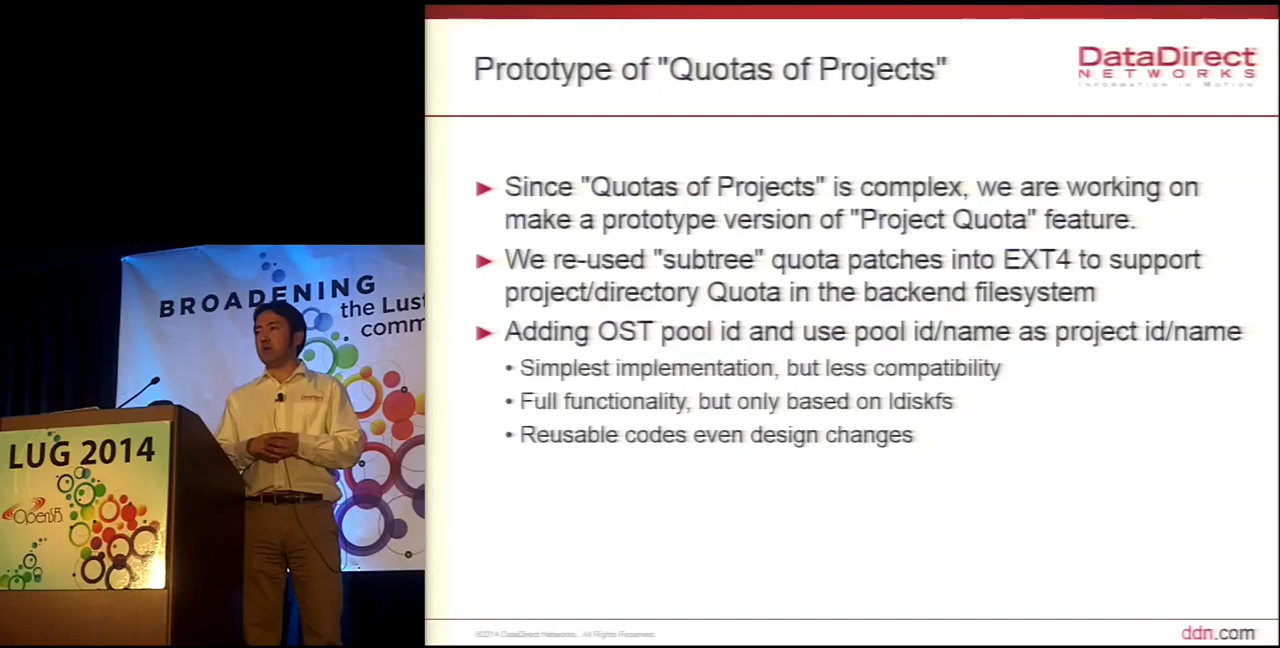 Prototype of "Quotas of Projects"
DataDirect
NETWORKS
INFORMATION IN MOTION
► Since "Quotas of Projects" is complex, we are working on
make a prototype version of "Project Quota" feature.
► We re-used "subtree" quota patches into EXT4 to support
project/directory Quota in the backend filesystem
► Adding OST pool id and use pool id/name as project id/name
• Simplest implementation, but less compatibility
• Full functionality, but only based on ldiskfs
• Reusable codes even design changes
©2014 DataDirect Networks. All Rights Reserved.
ddn.com
BROADENING
the Lust
comm
LUG 2014
OpenSFS